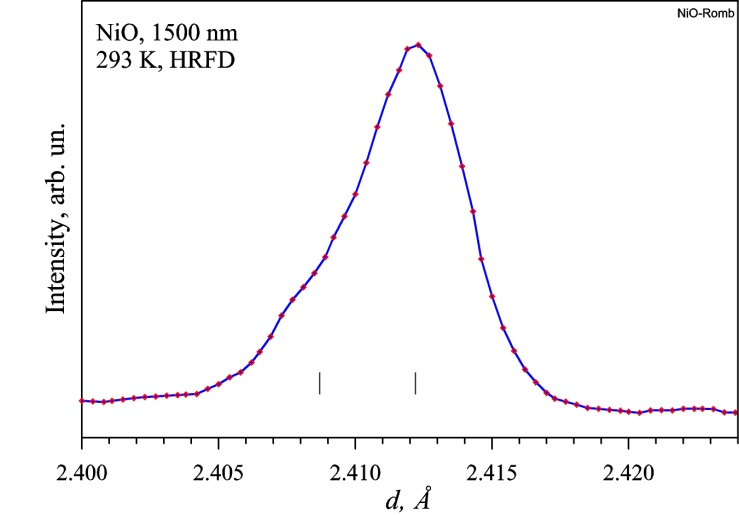 NiO-Romb
NiO, 1500 nm
293 K, HRFD
Intensity, arb. un.
2.400 2.405 2.410 2.415 2.420
d, Å